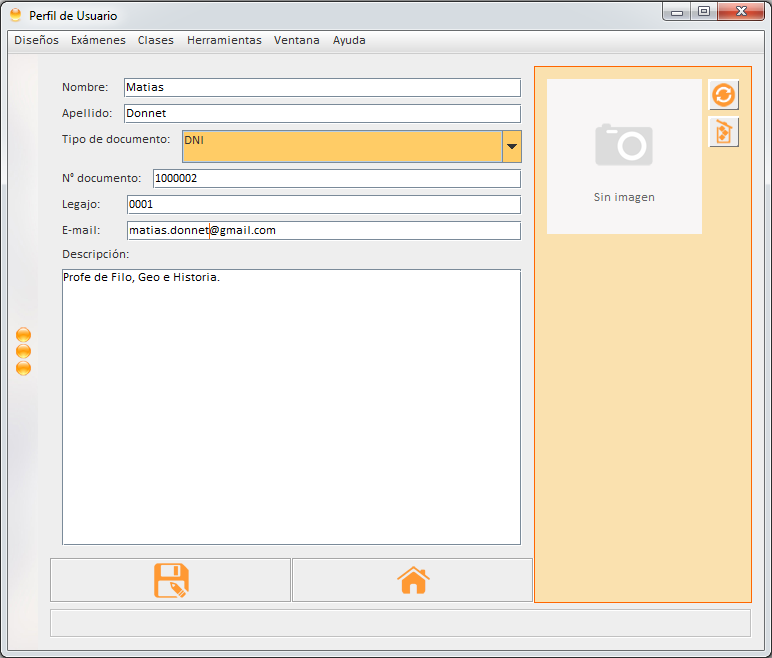 Perfil de Usuario
Diseños Exámenes Clases Herramientas Ventana Ayuda
Nombre: Matias
Apellido: Donnet
Tipo de documento: DNI
N° documento: 1000002
Legajo: 0001
E-mail: matias.donnet@gmail.com
Descripción:
Profe de Filo, Geo e Historia.
Sin imagen